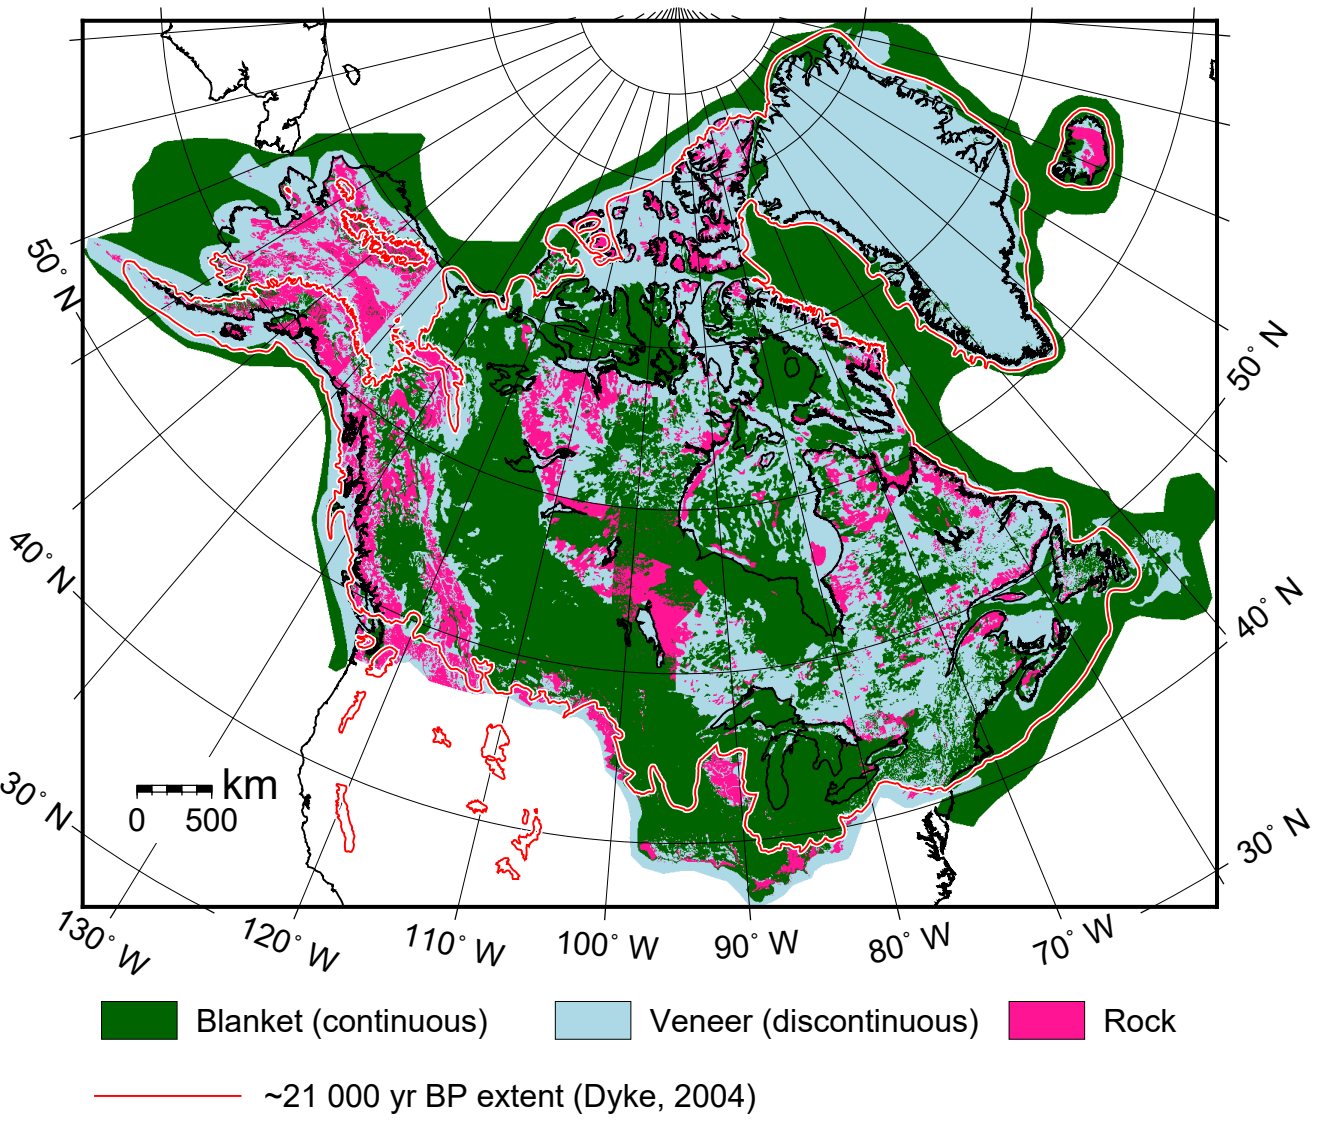 50° N
50° N
40° N
40° N
km
0 500
30° N
30° N
130° W
120° W
110° W
100° W
90° W
80° W
70° W
Blanket (continuous)
Veneer (discontinuous)
Rock
~21 000 yr BP extent (Dyke, 2004)